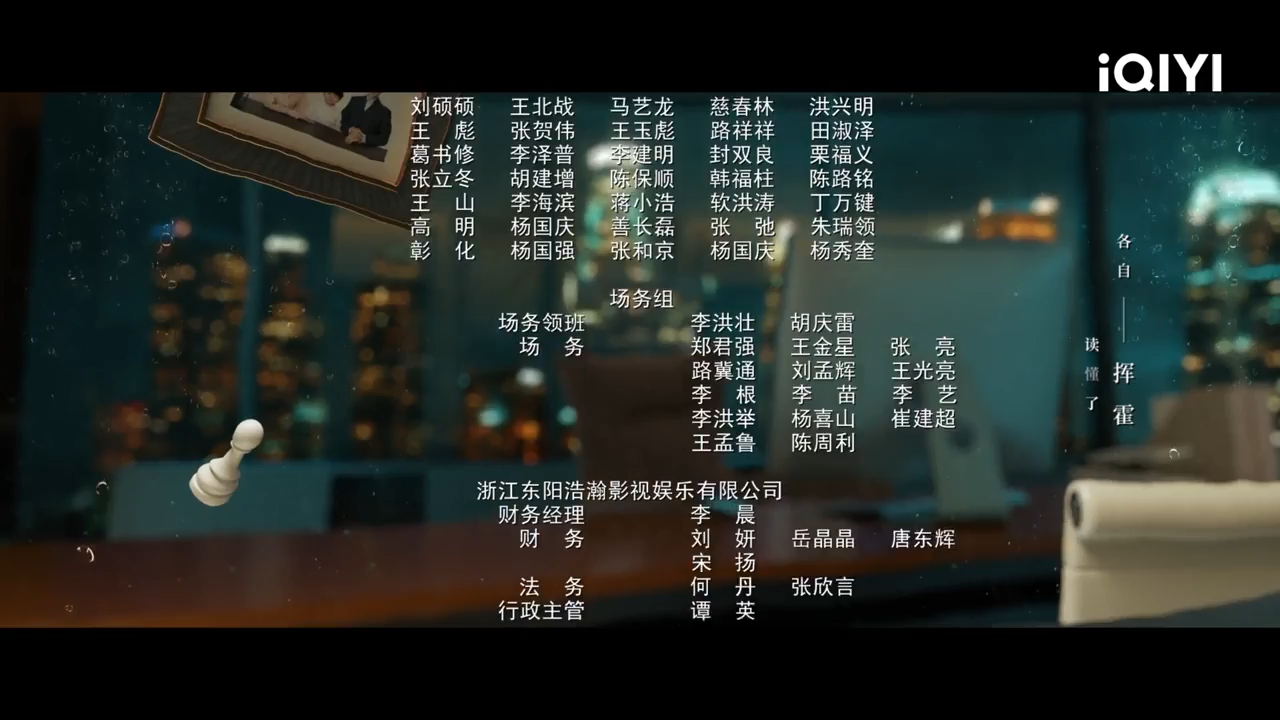 iQIYI
刘硕硕 王北战 马艺龙 慈春林 洪兴明
王 彪 张贺伟 王玉彪 路祥祥 田淑泽
葛书修 李泽普 李建明 封双良 栗福义
张立冬 胡建增 陈保顺 韩福柱 陈路铭
王 山 李海滨 蒋小浩 软洪涛 丁万键
高 明 杨国庆 善长磊 张 弛 朱瑞领
彰 化 杨国强 张和京 杨国庆 杨秀奎
场务组
场务领班 李洪壮 胡庆雷
场 务 郑君强 王金星 张 亮
路冀通 刘孟辉 王光亮
李 根 李 苗 李 艺
李洪举 杨喜山 崔建超
王孟鲁 陈周利
浙江东阳浩瀚影视娱乐有限公司
财务经理 李 晨
财 务 刘 妍 岳晶晶 唐东辉
宋 扬
法 务 何 丹 张欣言
行政主管 谭 英
各自——挥霍
读懂了